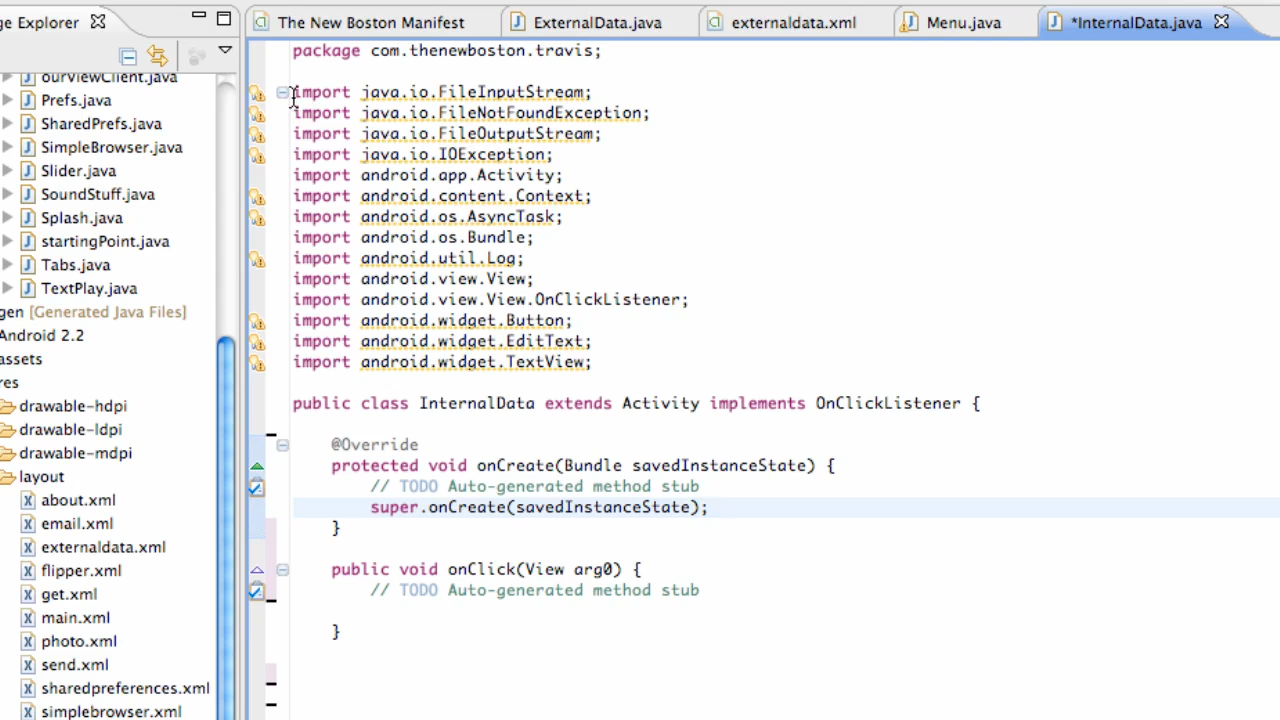 ge Explorer
The New Boston Manifest
ExternalData.java
externaldata.xml
Menu.java
*InternalData.java
ourViewClient.java
Prefs.java
SharedPrefs.java
SimpleBrowser.java
Slider.java
SoundStuff.java
Splash.java
startingPoint.java
Tabs.java
TextPlay.java
gen [Generated Java Files]
Android 2.2
assets
res
drawable-hdpi
drawable-ldpi
drawable-mdpi
layout
about.xml
email.xml
externaldata.xml
flipper.xml
get.xml
main.xml
photo.xml
send.xml
sharedpreferences.xml
simplebrowser.xml
package com.thenewboston.travis;
import java.io.FileInputStream;
import java.io.FileNotFoundException;
import java.io.FileOutputStream;
import java.io.IOException;
import android.app.Activity;
import android.content.Context;
import android.os.AsyncTask;
import android.os.Bundle;
import android.util.Log;
import android.view.View;
import android.view.View.OnClickListener;
import android.widget.Button;
import android.widget.EditText;
import android.widget.TextView;
public class InternalData extends Activity implements OnClickListener {
@Override
protected void onCreate(Bundle savedInstanceState) {
// TODO Auto-generated method stub
super.onCreate(savedInstanceState);
}
public void onClick(View arg0) {
// TODO Auto-generated method stub
}